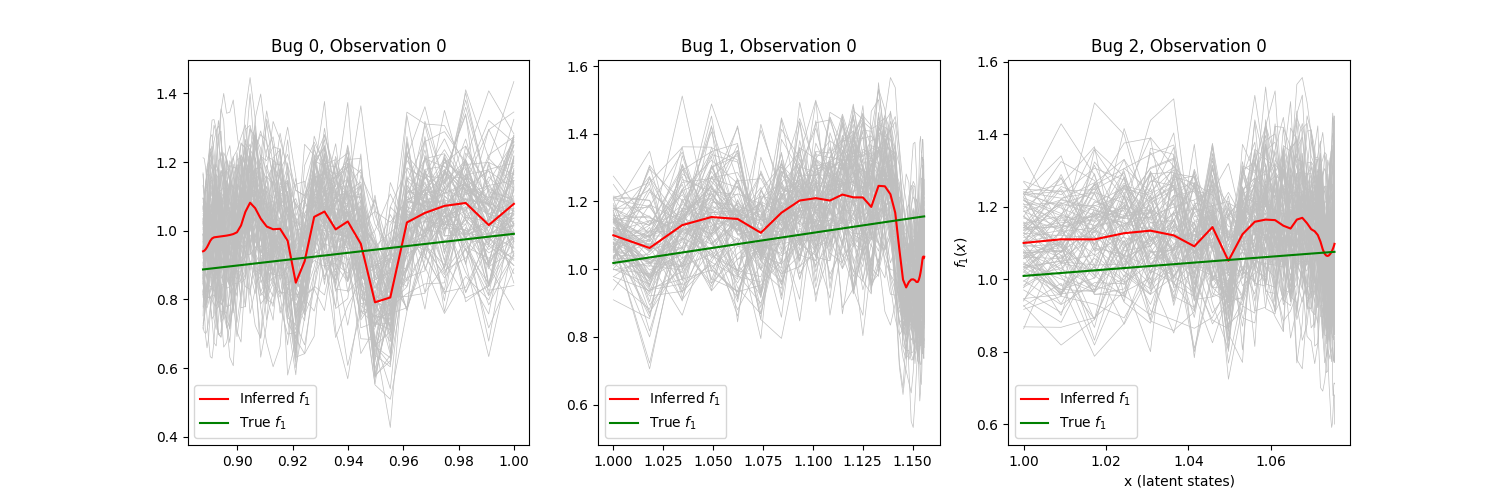 Bug 0, Observation 0
1.4
1.2
1.0
0.8
0.6
0.4
0.90 0.92 0.94 0.96 0.98 1.00
Inferred f₁
True f₁
Bug 1, Observation 0
1.6
1.4
1.2
1.0
0.8
0.6
1.000 1.025 1.050 1.075 1.100 1.125 1.150
Inferred f₁
True f₁
Bug 2, Observation 0
f₁(x)
1.6
1.4
1.2
1.0
0.8
0.6
1.00 1.02 1.04 1.06
x (latent states)
Inferred f₁
True f₁